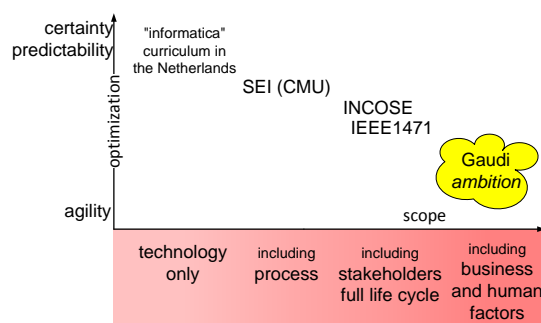 certainty
predictability
"informatica"
curriculum in
the Netherlands
SEI (CMU)
INCOSE
IEEE1471
Gaudi
ambition
optimization
agility
scope
technology
only
including
process
including
stakeholders
full life cycle
including
business
and human
factors